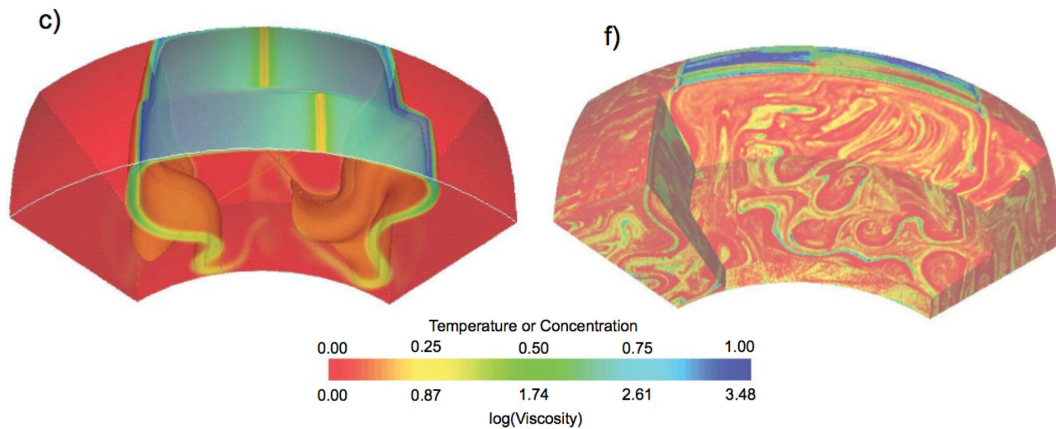 c)
f)
Temperature or Concentration
0.00 0.25 0.50 0.75 1.00
0.00 0.87 1.74 2.61 3.48
log(Viscosity)